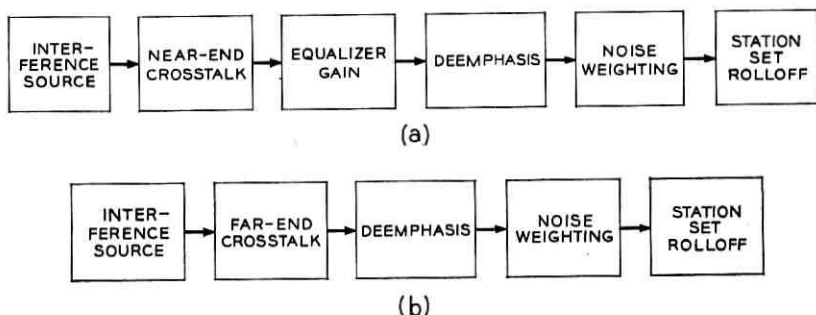 INTER-
FERENCE
SOURCE
NEAR-END
CROSSTALK
EQUALIZER
GAIN
DEEMPHASIS
NOISE
WEIGHTING
STATION
SET
ROLLOFF
(a)
INTER-
FERENCE
SOURCE
FAR-END
CROSSTALK
DEEMPHASIS
NOISE
WEIGHTING
STATION
SET
ROLLOFF
(b)